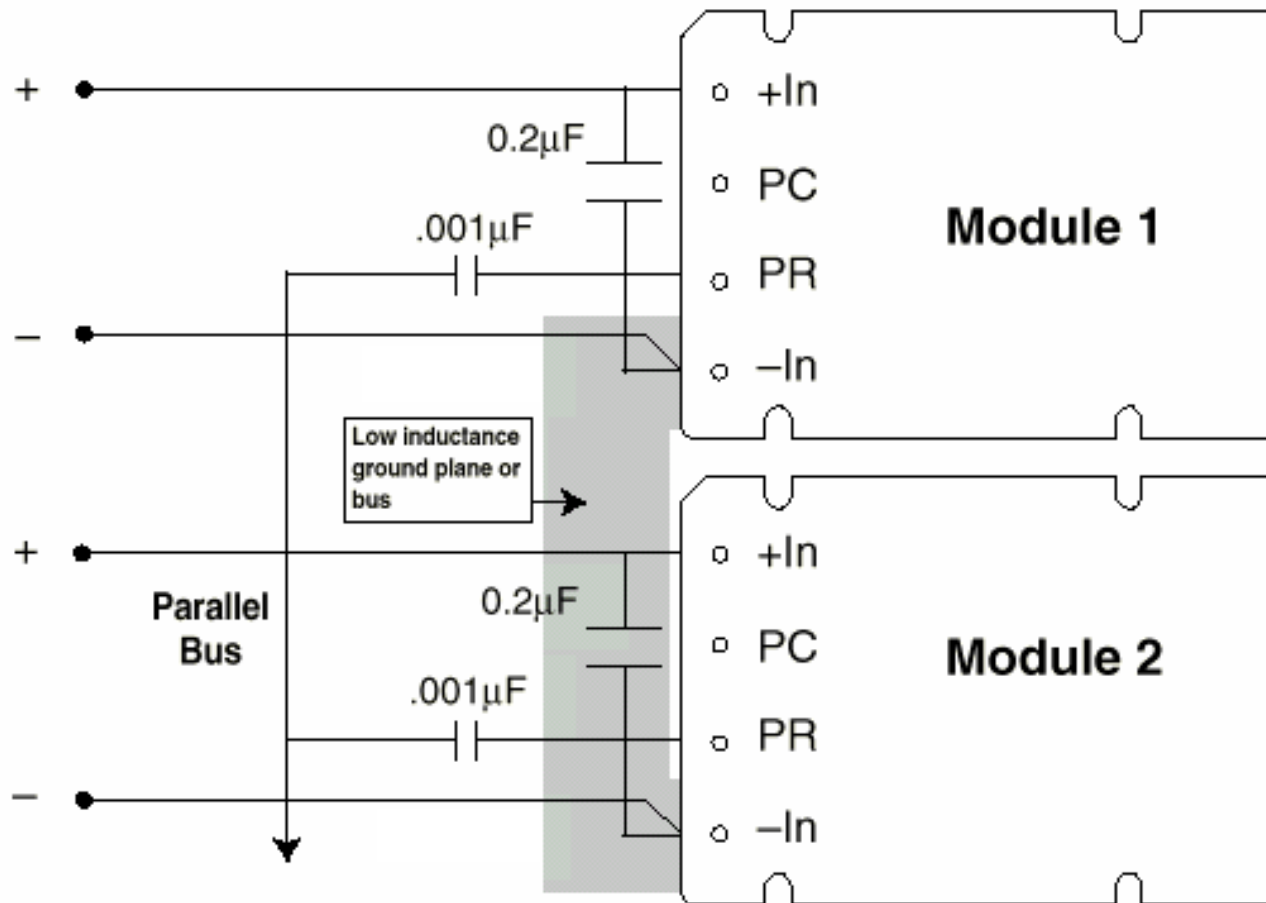 +
+In
0.2μF
PC
Module 1
.001μF
PR
–
–In
Low inductance
ground plane or
bus
+
+In
Parallel
Bus
0.2μF
PC
Module 2
.001μF
PR
–
–In